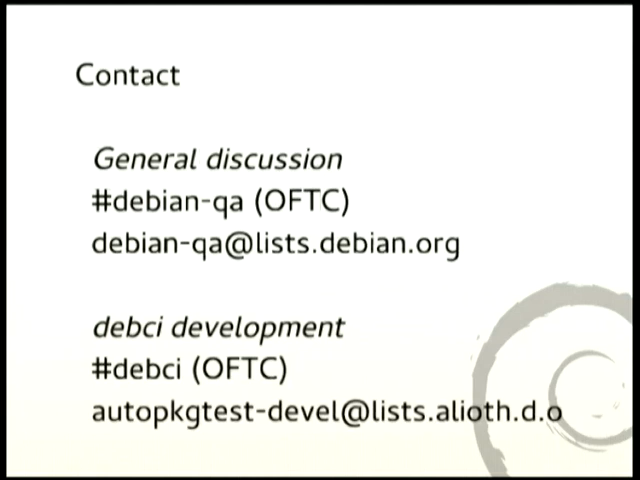 Contact
General discussion
#debian-qa (OFTC)
debian-qa@lists.debian.org
debci development
#debci (OFTC)
autopkgtest-devel@lists.alioth.d.o